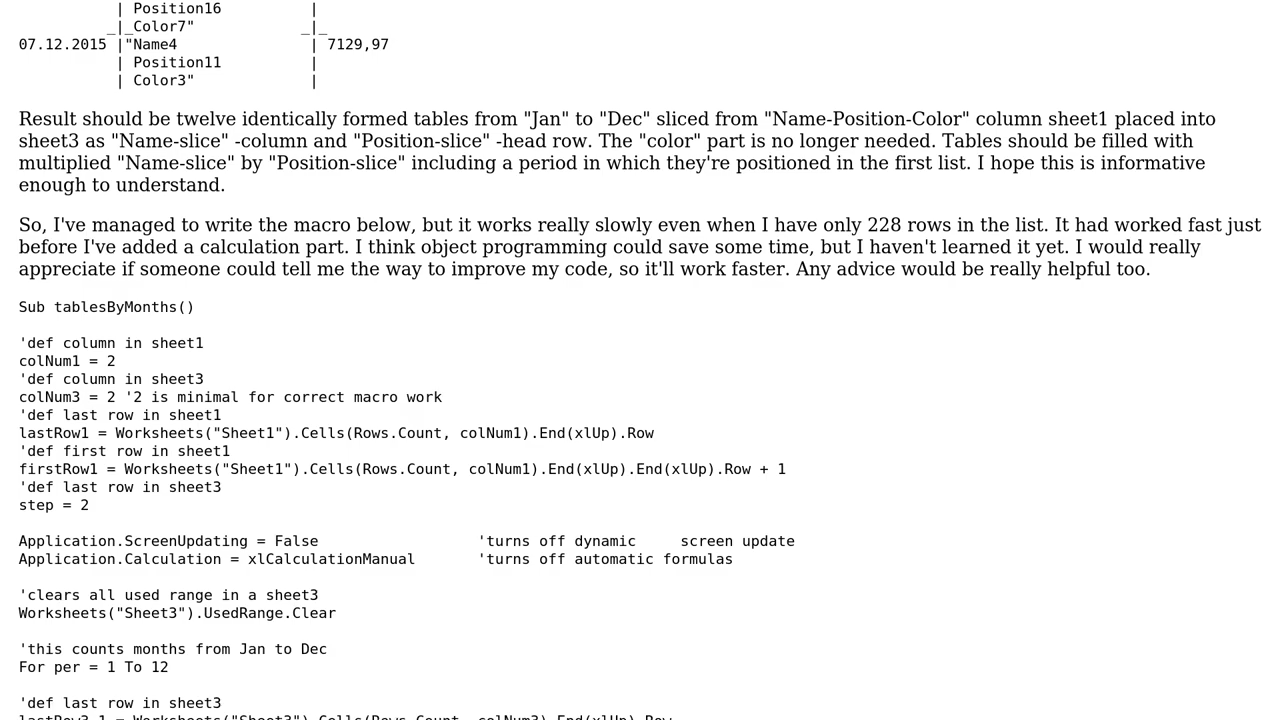 | Position16 |
_|_Color7" _|_
07.12.2015 |"Name4 | 7129,97
| Position11 |
| Color3" |
Result should be twelve identically formed tables from "Jan" to "Dec" sliced from "Name-Position-Color" column sheet1 placed into
sheet3 as "Name-slice" -column and "Position-slice" -head row. The "color" part is no longer needed. Tables should be filled with
multiplied "Name-slice" by "Position-slice" including a period in which they're positioned in the first list. I hope this is informative
enough to understand.
So, I've managed to write the macro below, but it works really slowly even when I have only 228 rows in the list. It had worked fast just
before I've added a calculation part. I think object programming could save some time, but I haven't learned it yet. I would really
appreciate if someone could tell me the way to improve my code, so it'll work faster. Any advice would be really helpful too.
Sub tablesByMonths()
'def column in sheet1
colNum1 = 2
'def column in sheet3
colNum3 = 2 '2 is minimal for correct macro work
'def last row in sheet1
lastRow1 = Worksheets("Sheet1").Cells(Rows.Count, colNum1).End(xlUp).Row
'def first row in sheet1
firstRow1 = Worksheets("Sheet1").Cells(Rows.Count, colNum1).End(xlUp).End(xlUp).Row + 1
'def last row in sheet3
step = 2
Application.ScreenUpdating = False 'turns off dynamic screen update
Application.Calculation = xlCalculationManual 'turns off automatic formulas
'clears all used range in a sheet3
Worksheets("Sheet3").UsedRange.Clear
'this counts months from Jan to Dec
For per = 1 To 12
'def last row in sheet3
lastRow3_1 = Worksheets("Sheet3").Cells(Rows.Count, colNum3).End(xlUp).Row